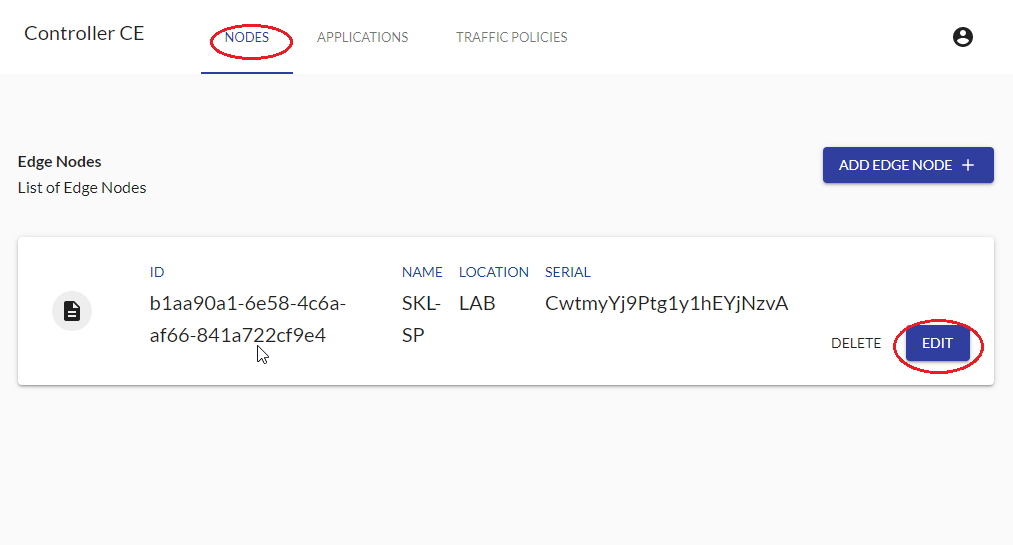 Controller CE
NODES
APPLICATIONS
TRAFFIC POLICIES
Edge Nodes
List of Edge Nodes
ADD EDGE NODE +
ID
b1aa90a1-6e58-4c6a-
af66-841a722cf9e4
NAME
SKL-
SP
LOCATION
LAB
SERIAL
CwtmyYj9Ptg1y1hEYjNzvA
DELETE
EDIT